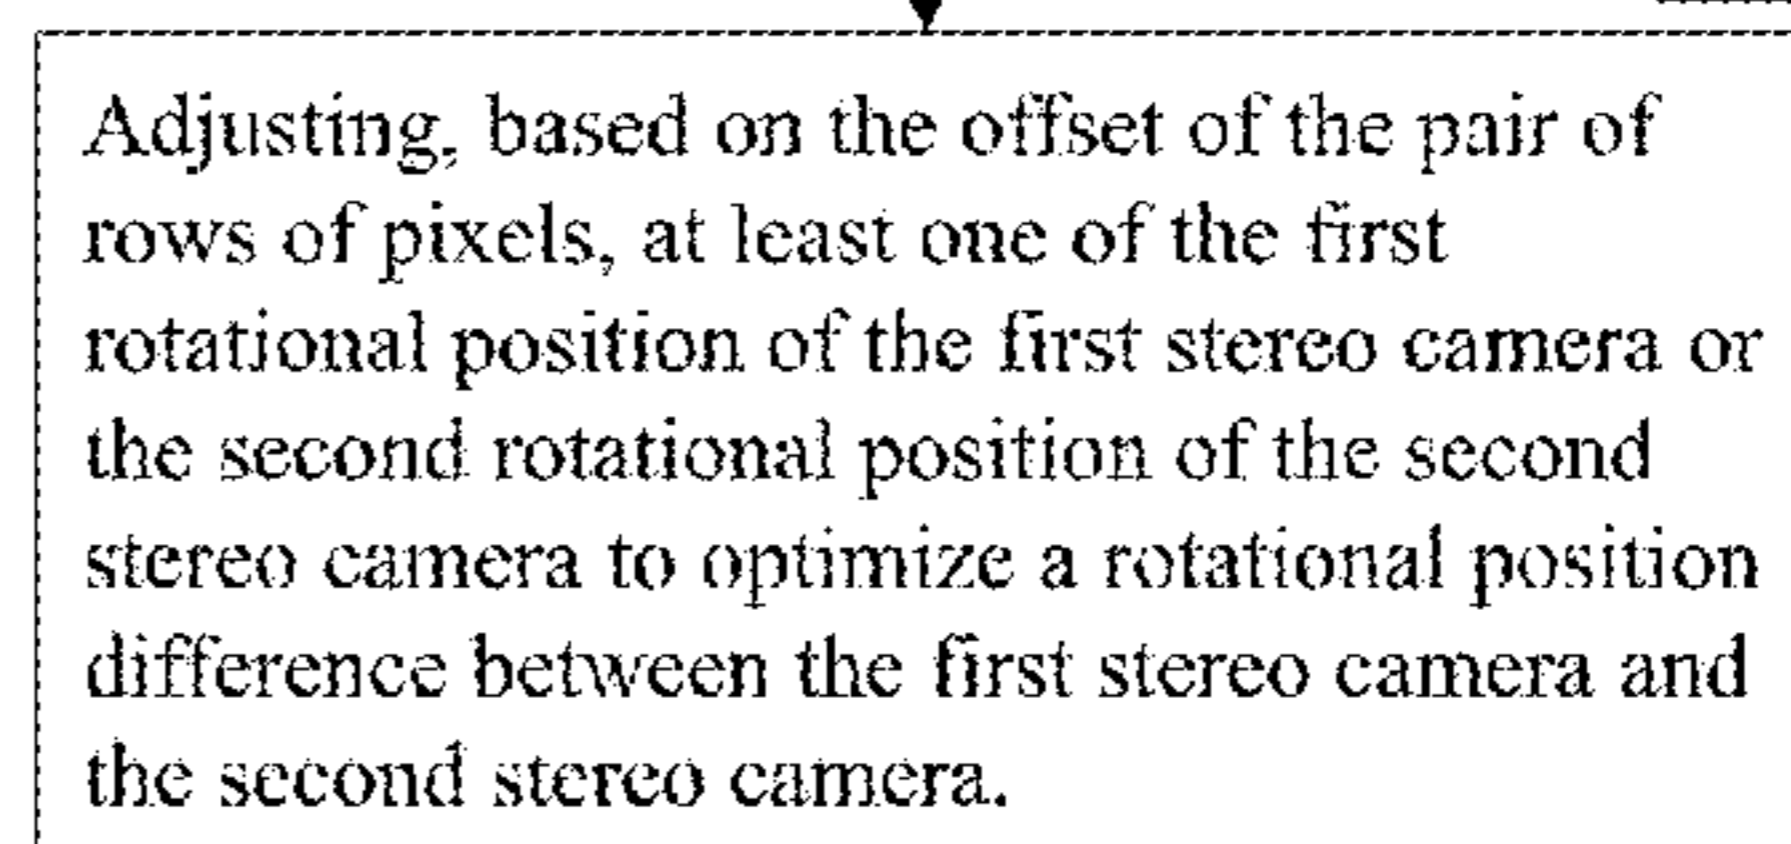 Adjusting, based on the offset of the pair of
rows of pixels, at least one of the first
rotational position of the first stereo camera or
the second rotational position of the second
stereo camera to optimize a rotational position
difference between the first stereo camera and
the second stereo camera.